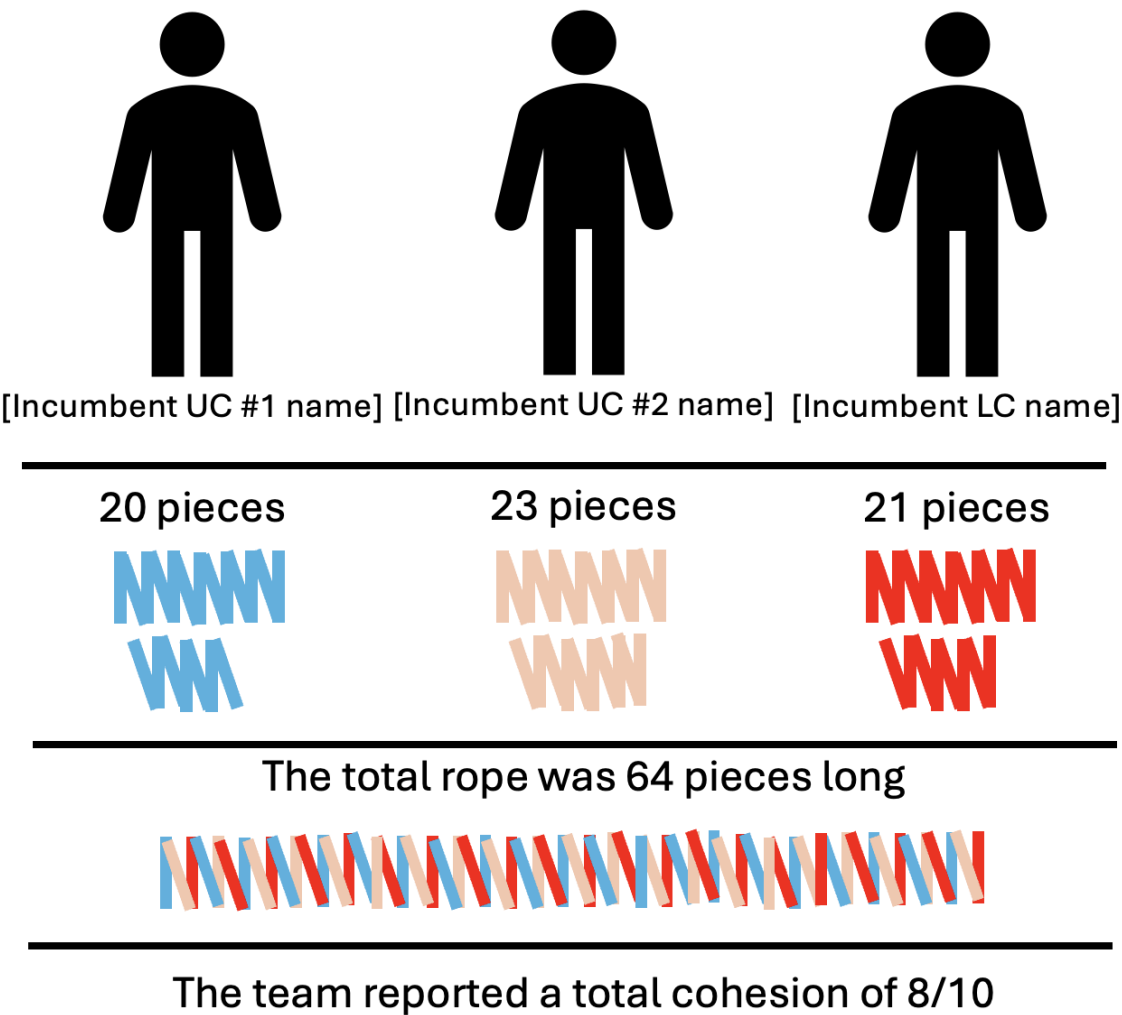 [Incumbent UC #1 name] [Incumbent UC #2 name] [Incumbent LC name]
20 pieces 23 pieces 21 pieces
The total rope was 64 pieces long
The team reported a total cohesion of 8/10